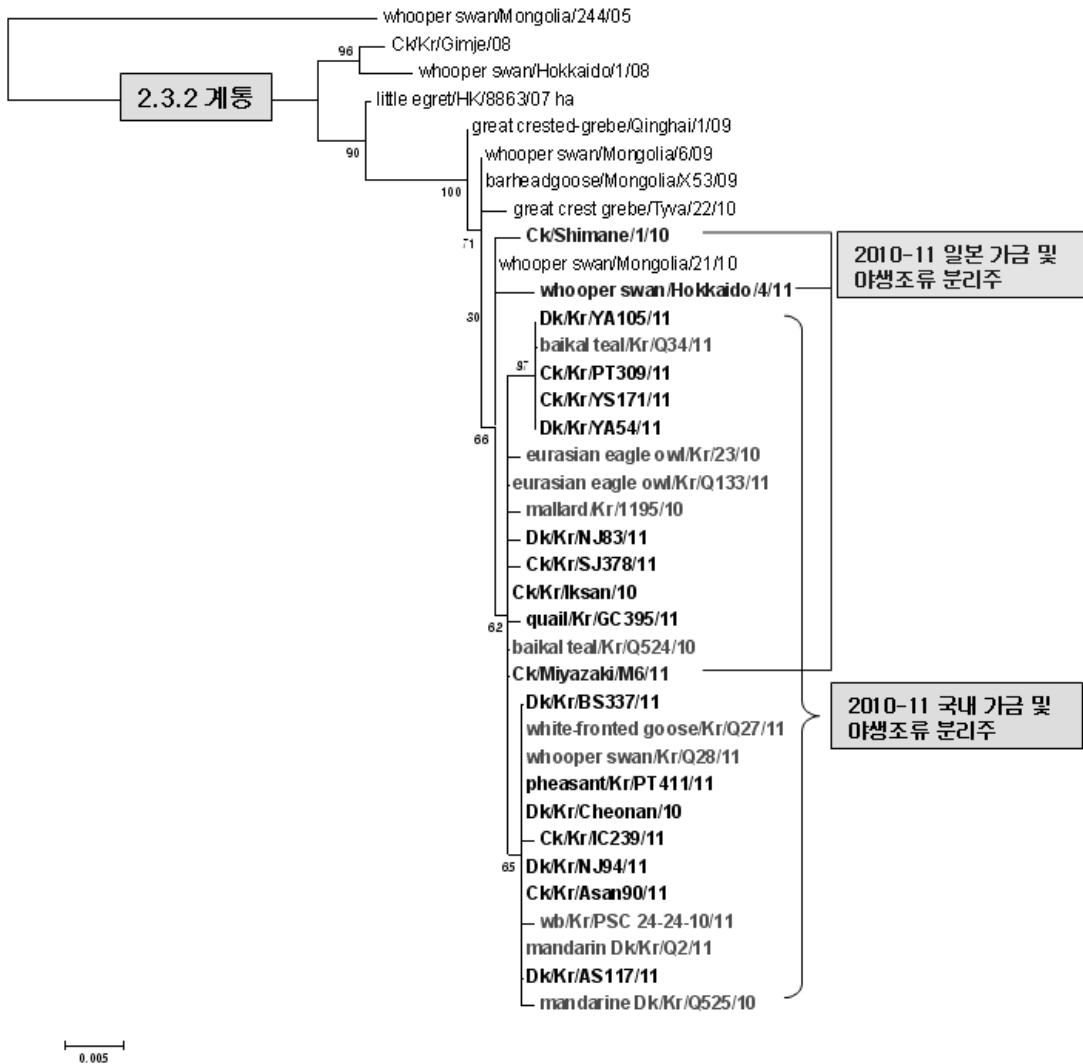 whooper swan/Mongolia/244/05
Ck/Kr/Gimje/08
96
whooper swan/Hokkaido/1/08
2.3.2 계통
little egret/HK/8863/07 ha
great crested-grebe/Qinghai/1/09
90
whooper swan/Mongolia/6/09
barheadgoose/Mongolia/X53/09
100
great crest grebe/Tyva/22/10
Ck/Shimane/1/10
71
2010-11 일본 가금 및
야생조류 분리주
whooper swan/Mongolia/21/10
whooper swan/Hokkaido/4/11
Dk/Kr/YA105/11
baikal teal/Kr/Q34/11
97
Ck/Kr/PT309/11
Ck/Kr/YS171/11
Dk/Kr/YA54/11
66
eurasian eagle owl/Kr/23/10
eurasian eagle owl/Kr/Q133/11
mallard/Kr/1195/10
Dk/Kr/NJ83/11
Ck/Kr/SJ378/11
Ck/Kr/Iksan/10
quail/Kr/GC395/11
62
baikal teal/Kr/Q524/10
Ck/Miyazaki/M6/11
Dk/Kr/BS337/11
2010-11 국내 가금 및
야생조류 분리주
white-fronted goose/Kr/Q27/11
whooper swan/Kr/Q28/11
pheasant/Kr/PT411/11
Dk/Kr/Cheonan/10
Ck/Kr/IC239/11
65
Dk/Kr/NJ94/11
Ck/Kr/Asan90/11
wb/Kr/PSC 24-24-10/11
mandarin Dk/Kr/Q2/11
Dk/Kr/AS117/11
mandarine Dk/Kr/Q525/10
0.005